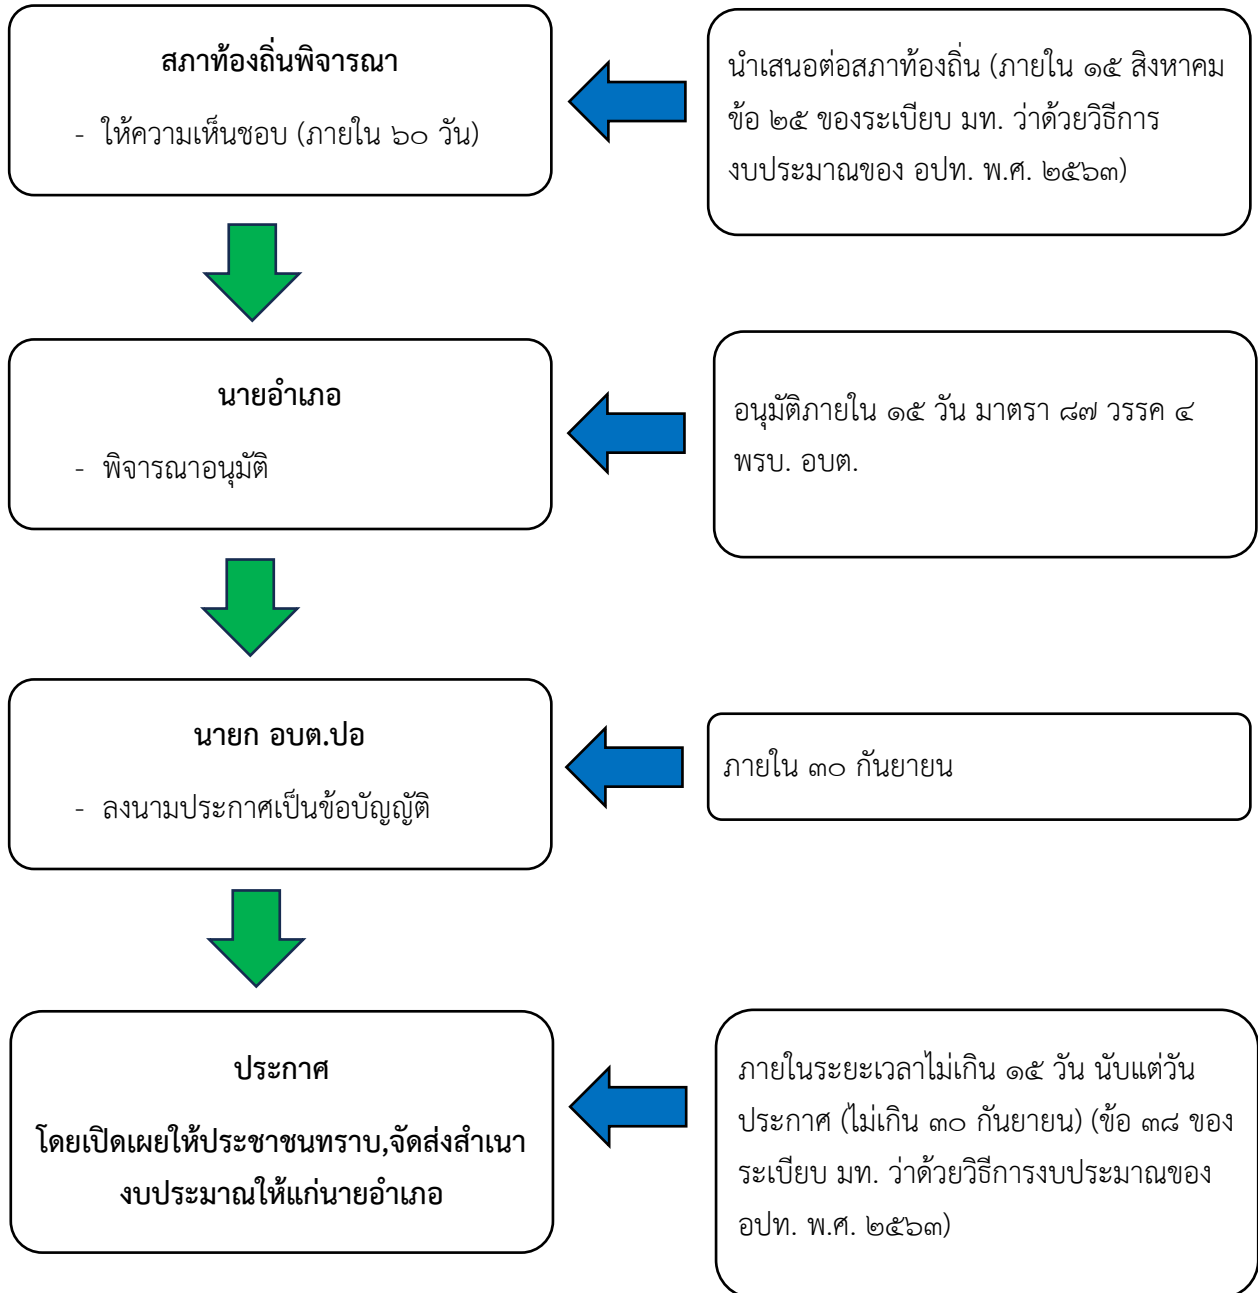 สภาท้องถิ่นพิจารณา
- ให้ความเห็นชอบ (ภายใน ๖๐ วัน)
นำเสนอต่อสภาท้องถิ่น (ภายใน ๑๕ สิงหาคม
ข้อ ๒๕ ของระเบียบ มท. ว่าด้วยวิธีการ
งบประมาณของ อปท. พ.ศ. ๒๕๖๓)
นายอำเภอ
- พิจารณาอนุมัติ
อนุมัติภายใน ๑๕ วัน มาตรา ๘๗ วรรค ๔
พรบ. อบต.
นายก อบต.ปอ
- ลงนามประกาศเป็นข้อบัญญัติ
ภายใน ๓๐ กันยายน
ประกาศ
โดยเปิดเผยให้ประชาชนทราบ,จัดส่งสำเนา
งบประมาณให้แก่นายอำเภอ
ภายในระยะเวลาไม่เกิน ๑๕ วัน นับแต่วัน
ประกาศ (ไม่เกิน ๓๐ กันยายน) (ข้อ ๓๘ ของ
ระเบียบ มท. ว่าด้วยวิธีการงบประมาณของ
อปท. พ.ศ. ๒๕๖๓)